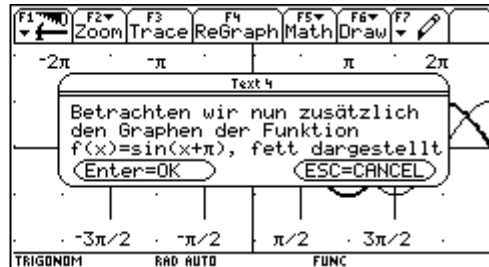 F1 F2 F3 F4 F5 F6 F7
Zoom Trace ReGraph Math Draw
-2π -π π 2π
Text 4
Betrachten wir nun zusätzlich
den Graphen der Funktion
f(x)=sin(x+π), fett dargestellt
Enter=OK ESC=CANCEL
-3π/2 -π/2 π/2 3π/2
TRIGONOM RAD AUTO FUNC